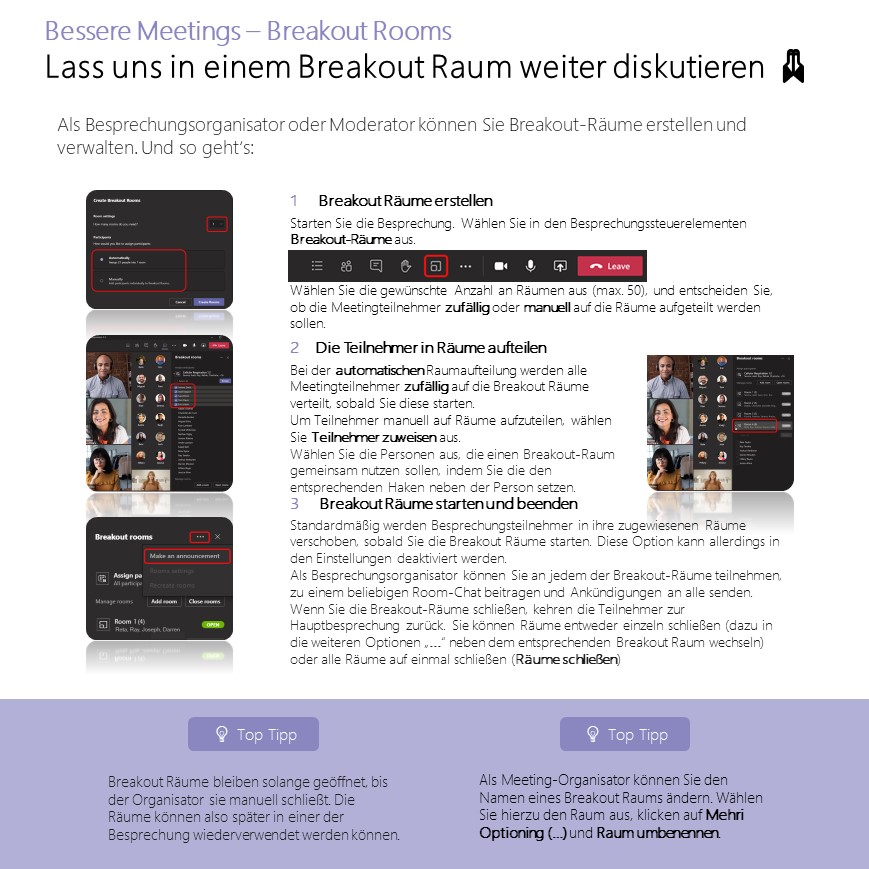 Bessere Meetings – Breakout Rooms
Lass uns in einem Breakout Raum weiter diskutieren
Als Besprechungsorganisator oder Moderator können Sie Breakout-Räume erstellen und
verwalten. Und so geht's:
Create Breakout Rooms
Room settings
How many rooms do you need?
Participants
How would you like to assign participants
Automatically
Manually
Cancel
Create Rooms
1 Breakout Räume erstellen
Starten Sie die Besprechung. Wählen Sie in den Besprechungssteuerelementen
Breakout-Räume aus.
Leave
Wählen Sie die gewünschte Anzahl an Räumen aus (max. 50), und entscheiden Sie,
ob die Meetingteilnehmer zufällig oder manuell auf die Räume aufgeteilt werden
sollen.
Breakout rooms
2 Die Teilnehmer in Räume aufteilen
Bei der automatischen Raumaufteilung werden alle
Meetingteilnehmer zufällig auf die Breakout Räume
verteilt, sobald Sie diese starten.
Um Teilnehmer manuell auf Räume aufzuteilen, wählen
Sie Teilnehmer zuweisen aus.
Wählen Sie die Personen aus, die einen Breakout-Raum
gemeinsam nutzen sollen, indem Sie die den
entsprechenden Haken neben der Person setzen.
Breakout rooms
3 Breakout Räume starten und beenden
Standardmäßig werden Besprechungsteilnehmer in ihre zugewiesenen Räume
verschoben, sobald Sie die Breakout Räume starten. Diese Option kann allerdings in
den Einstellungen deaktiviert werden.
Als Besprechungsorganisator können Sie an jedem der Breakout-Räume teilnehmen,
zu einem beliebigen Room-Chat beitragen und Ankündigungen an alle senden.
Wenn Sie die Breakout-Räume schließen, kehren die Teilnehmer zur
Hauptbesprechung zurück. Sie können Räume entweder einzeln schließen (dazu in
die weiteren Optionen „…“ neben dem entsprechenden Breakout Raum wechseln)
oder alle Räume auf einmal schließen (Räume schließen)
Breakout rooms
Make an announcement
Rooms settings
Recreate rooms
Assign pa
All participa
Manage rooms
Add room
Close rooms
Room 1 (4)
Reta, Ray, Joseph, Darren
OPEN
Top Tipp
Breakout Räume bleiben solange geöffnet, bis
der Organisator sie manuell schließt. Die
Räume können also später in einer der
Besprechung wiederverwendet werden können.
Top Tipp
Als Meeting-Organisator können Sie den
Namen eines Breakout Raums ändern. Wählen
Sie hierzu den Raum aus, klicken auf Mehri
Optioning (...) und Raum umbenennen.